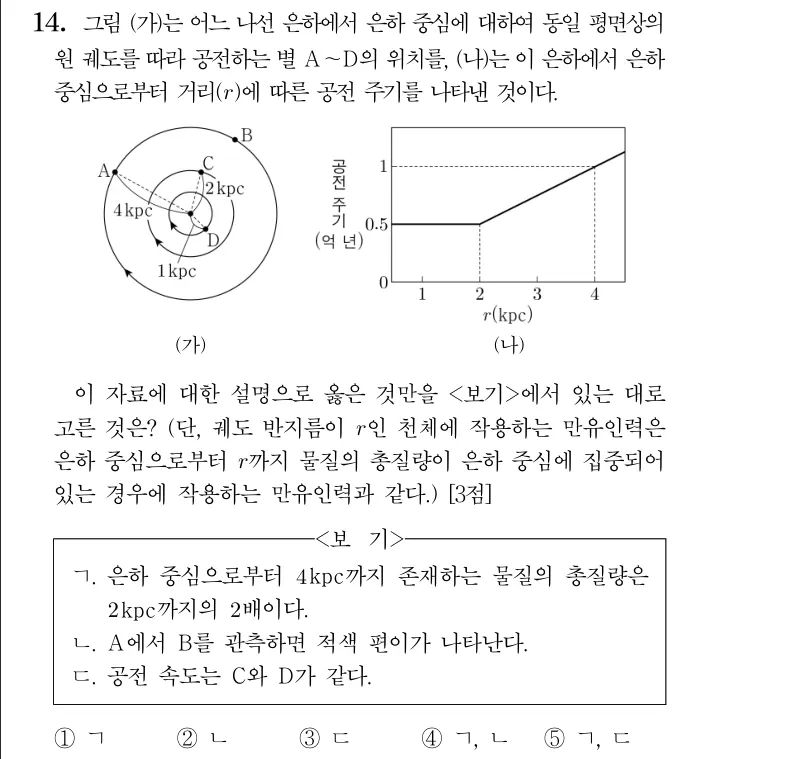 14. 그림 (가)는 어느 나선 은하에서 은하 중심에 대하여 동일 평면상의
원 궤도를 따라 공전하는 별 A~D의 위치를, (나)는 이 은하에서 은하
중심으로부터 거리(r)에 따른 공전 주기를 나타낸 것이다.
A
B
C
D
4kpc
2kpc
1kpc
(가)
공전 주기
(억 년)
1
0.5
0
1 2 3 4
r(kpc)
(나)
이 자료에 대한 설명으로 옳은 것만을 <보기>에서 있는 대로
고른 것은? (단, 궤도 반지름이 r인 천체에 작용하는 만유인력은
은하 중심으로부터 r까지 물질의 총질량이 은하 중심에 집중되어
있는 경우에 작용하는 만유인력과 같다.) [3점]
<보 기>
ㄱ. 은하 중심으로부터 4kpc까지 존재하는 물질의 총질량은
2kpc까지의 2배이다.
ㄴ. A에서 B를 관측하면 적색 편이가 나타난다.
ㄷ. 공전 속도는 C와 D가 같다.
① ㄱ ② ㄴ ③ ㄷ ④ ㄱ, ㄴ ⑤ ㄱ, ㄷ